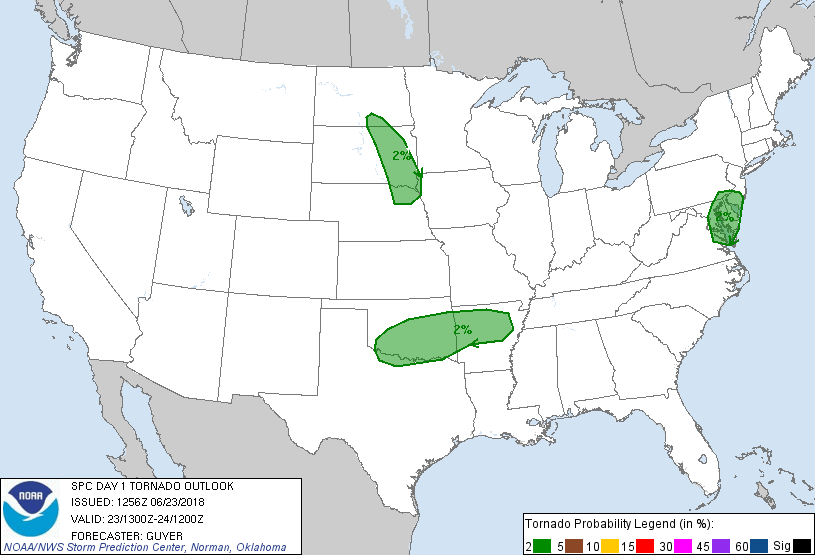 2%
2%
2%
NOAA
SPC DAY 1 TORNADO OUTLOOK
ISSUED: 1256Z 06/23/2018
VALID: 23/1300Z-24/1200Z
FORECASTER: GUYER
NOAA/NWS Storm Prediction Center, Norman, Oklahoma
Tornado Probability Legend (in %):
2 5 10 15 30 45 60 Sig